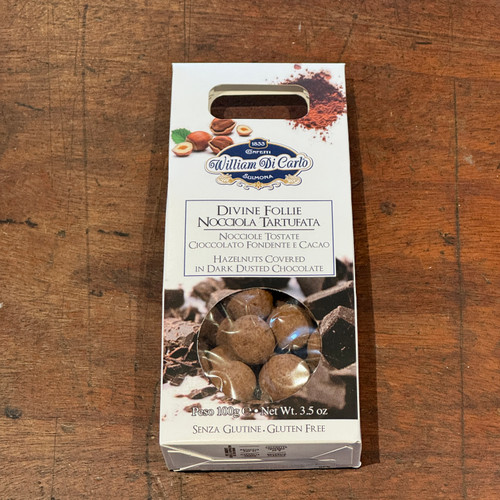 1833
Confetti
William Di Carlo
Sulmona
Divine Follie
Nocciola Tartufata
Nocciole Tostate
Cioccolato Fondente e Cacao
Hazelnuts Covered
in Dark Dusted Chocolate
Peso 100g ℮ • Net Wt. 3.5 oz
Senza Glutine • Gluten Free